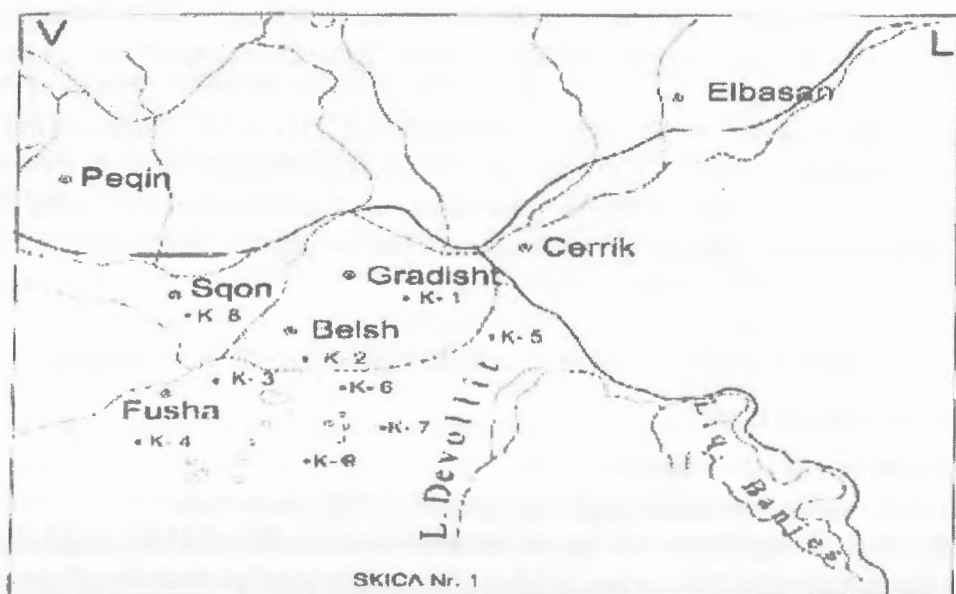 V
L
Elbasan
Peqin
Cerrik
Gradisht
Sqon
K-1
K 8
Belsh
K-5
K-2
K-3
K-6
Fusha
K-7
K-4
L. Devollit
Liq. Banjes
SKICA Nr. 1